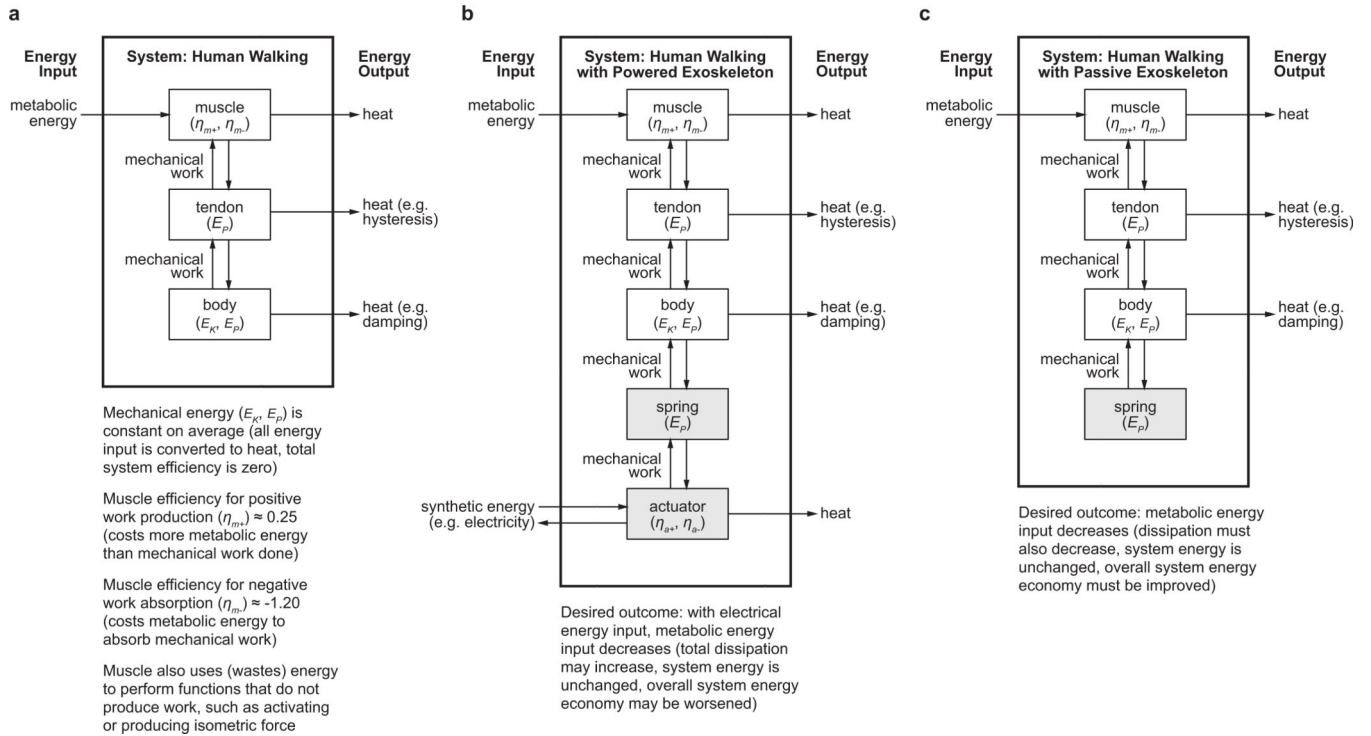 a
Energy
Input
System: Human Walking
Energy
Output
metabolic
energy
muscle
(ηm+, ηm-)
heat
mechanical
work
tendon
(EP)
heat (e.g.
hysteresis)
mechanical
work
body
(EK, EP)
heat (e.g.
damping)
Mechanical energy (EK, EP) is
constant on average (all energy
input is converted to heat, total
system efficiency is zero)
Muscle efficiency for positive
work production (ηm+) ≈ 0.25
(costs more metabolic energy
than mechanical work done)
Muscle efficiency for negative
work absorption (ηm-) ≈ -1.20
(costs metabolic energy to
absorb mechanical work)
Muscle also uses (wastes) energy
to perform functions that do not
produce work, such as activating
or producing isometric force
b
Energy
Input
System: Human Walking
with Powered Exoskeleton
Energy
Output
metabolic
energy
muscle
(ηm+, ηm-)
heat
mechanical
work
tendon
(EP)
heat (e.g.
hysteresis)
mechanical
work
body
(EK, EP)
heat (e.g.
damping)
mechanical
work
spring
(EP)
mechanical
work
synthetic energy
(e.g. electricity)
actuator
(ηa+, ηa-)
heat
Desired outcome: with electrical
energy input, metabolic energy
input decreases (total dissipation
may increase, system energy is
unchanged, overall system energy
economy may be worsened)
c
Energy
Input
System: Human Walking
with Passive Exoskeleton
Energy
Output
metabolic
energy
muscle
(ηm+, ηm-)
heat
mechanical
work
tendon
(EP)
heat (e.g.
hysteresis)
mechanical
work
body
(EK, EP)
heat (e.g.
damping)
mechanical
work
spring
(EP)
Desired outcome: metabolic energy
input decreases (dissipation must
also decrease, system energy is
unchanged, overall system energy
economy must be improved)